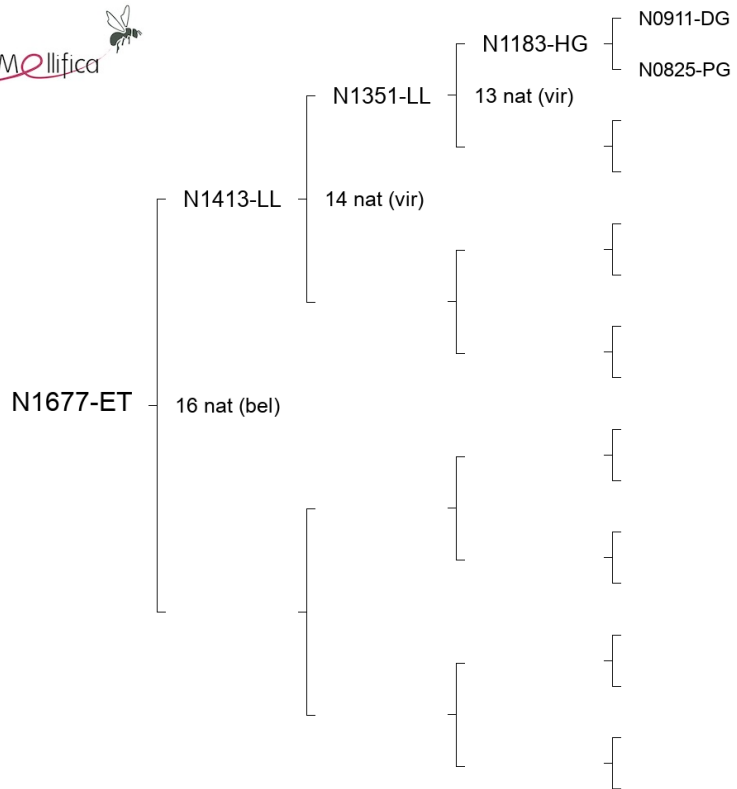 Mellifica
N0911-DG
N1183-HG
N0825-PG
N1351-LL
13 nat (vir)
N1413-LL
14 nat (vir)
N1677-ET
16 nat (bel)